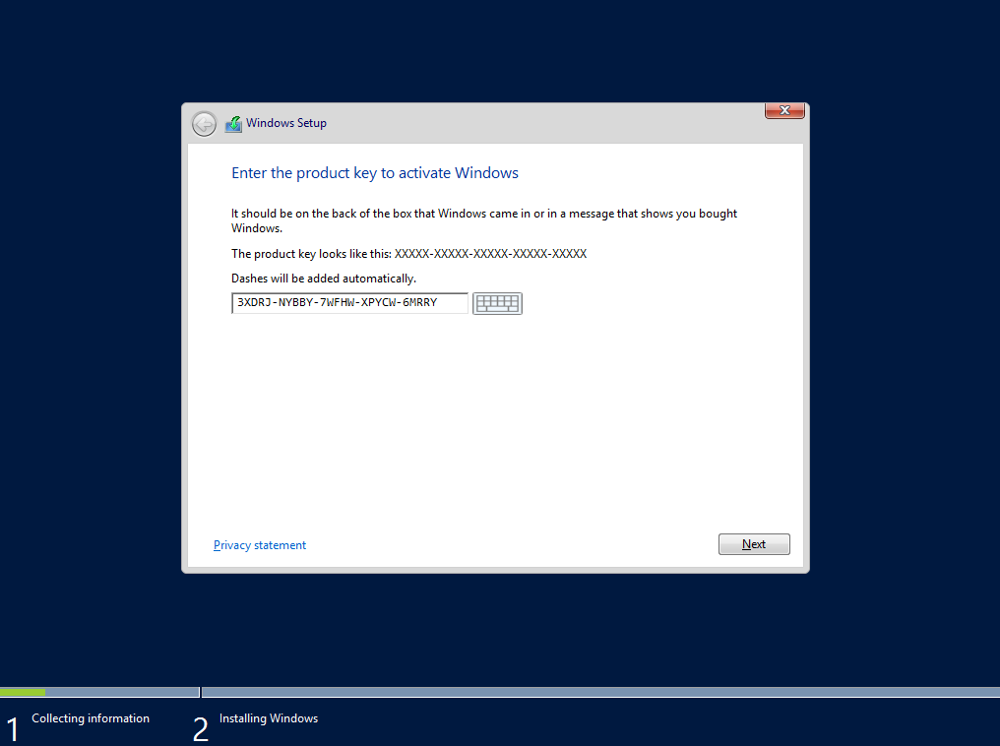 Windows Setup
Enter the product key to activate Windows
It should be on the back of the box that Windows came in or in a message that shows you bought
Windows.
The product key looks like this: XXXXX-XXXXX-XXXXX-XXXXX-XXXXX
Dashes will be added automatically.
3XDRJ-NYBBY-7WFHW-XPYCW-6MRRY
Privacy statement
Next
1 Collecting information
2 Installing Windows